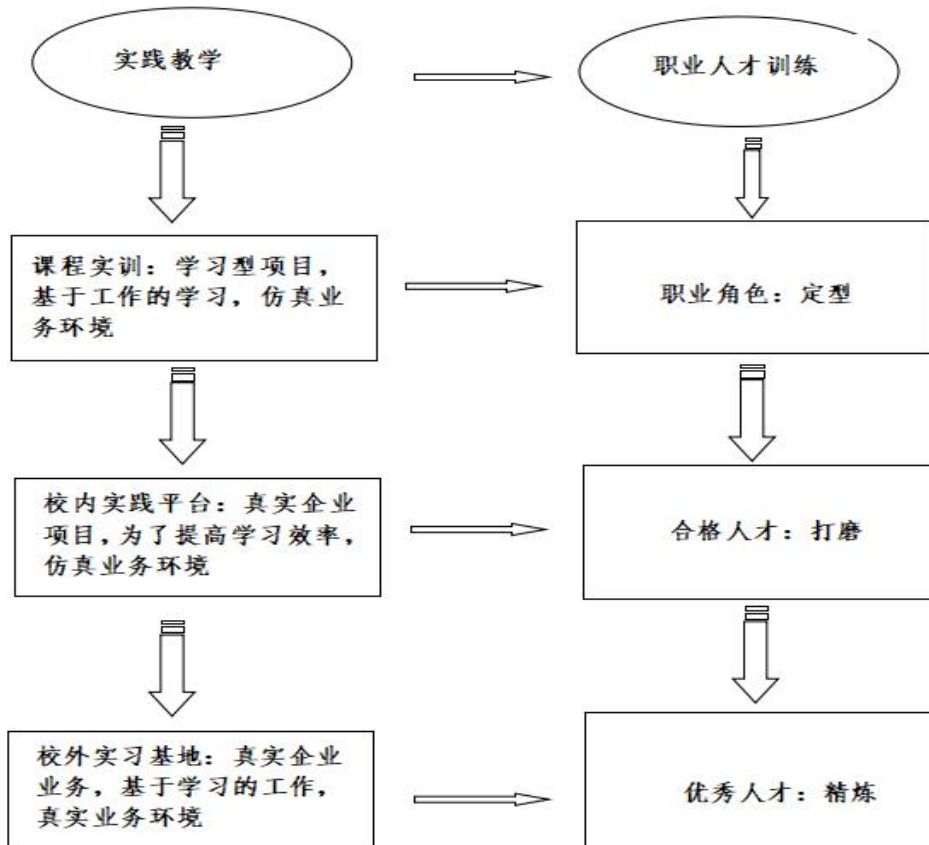 实践教学
职业人才训练
课程实训：学习型项目，
基于工作的学习，仿真业
务环境
职业角色：定型
校内实践平台：真实企业
项目，为了提高学习效率，
仿真业务环境
合格人才：打磨
校外实习基地：真实企业
业务，基于学习的工作，
真实业务环境
优秀人才：精炼